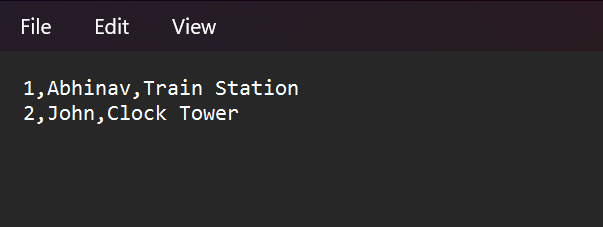 File Edit View
1,Abhinav,Train Station
2,John,Clock Tower